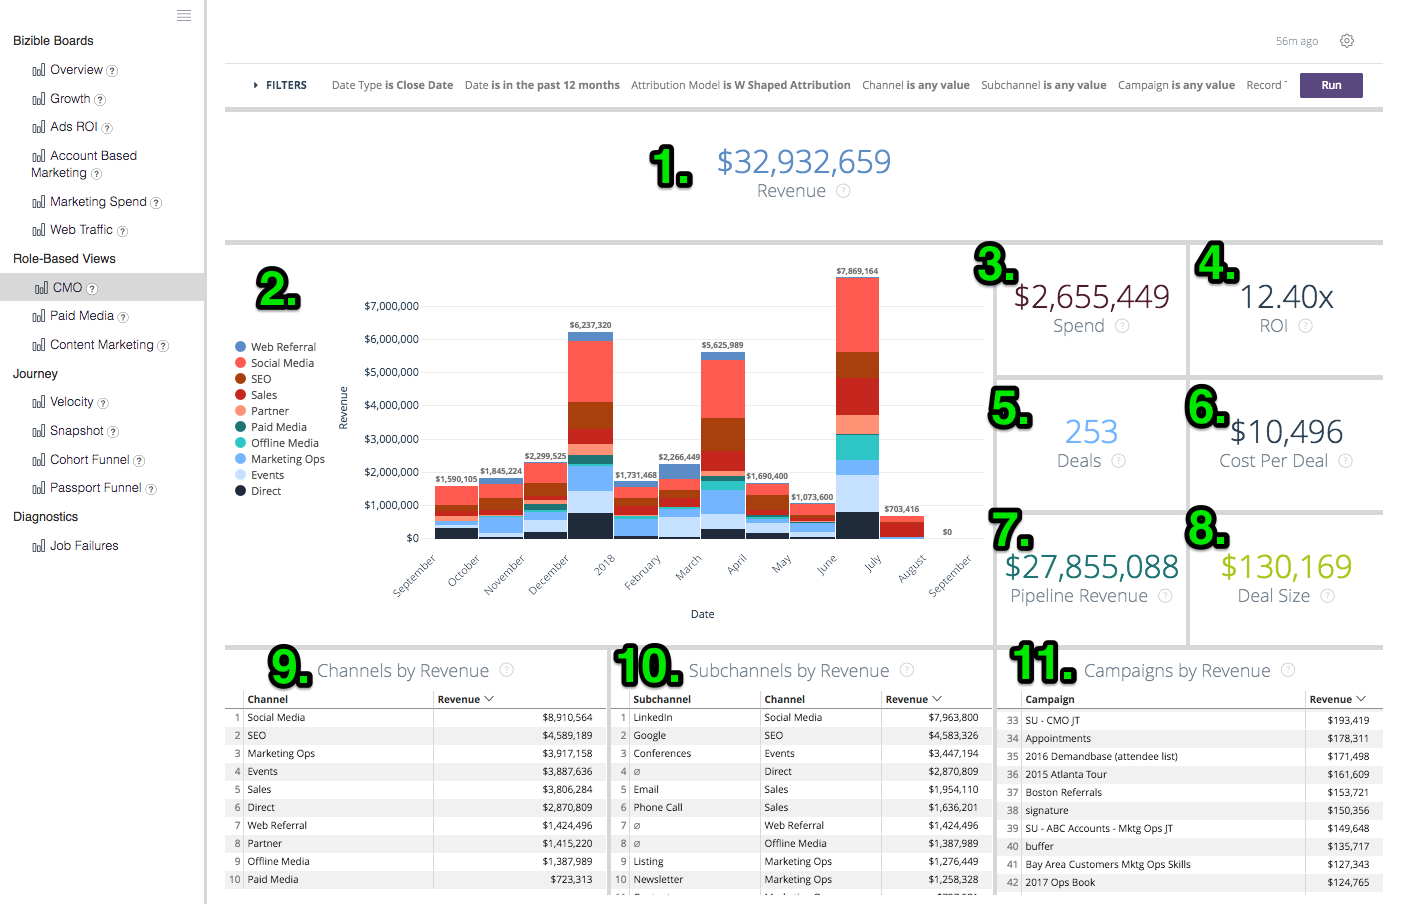 Bizible Boards
Overview ?
Growth ?
Ads ROI ?
Account Based
Marketing ?
Marketing Spend ?
Web Traffic ?
Role-Based Views
CMO ?
Paid Media ?
Content Marketing ?
Journey
Velocity ?
Snapshot ?
Cohort Funnel ?
Passport Funnel ?
Diagnostics
Job Failures
56m ago
FILTERS Date Type is Close Date Date is in the past 12 months Attribution Model is W Shaped Attribution Channel is any value Subchannel is any value Campaign is any value Record Run
1. $32,932,659
Revenue ?
2.
Web Referral
Social Media
SEO
Sales
Partner
Paid Media
Offline Media
Marketing Ops
Events
Direct
Revenue
$7,000,000
$6,000,000
$5,000,000
$4,000,000
$3,000,000
$2,000,000
$1,000,000
$0
$1,590,105
$1,845,224
$2,299,525
$6,237,320
$1,731,468
$2,266,449
$5,625,989
$1,690,400
$1,073,600
$7,869,164
$703,416
$0
September
October
November
December
2018
February
March
April
May
June
July
August
September
Date
3. $2,655,449
Spend ?
4. 12.40x
ROI ?
5. 253
Deals ?
6. $10,496
Cost Per Deal ?
7. $27,855,088
Pipeline Revenue ?
8. $130,169
Deal Size ?
9. Channels by Revenue ?
Channel Revenue
1 Social Media $8,910,564
2 SEO $4,589,189
3 Marketing Ops $3,917,158
4 Events $3,887,636
5 Sales $3,806,284
6 Direct $2,870,809
7 Web Referral $1,424,496
8 Partner $1,415,220
9 Offline Media $1,387,989
10 Paid Media $723,313
10. Subchannels by Revenue ?
Subchannel Channel Revenue
1 LinkedIn Social Media $7,963,800
2 Google SEO $4,583,326
3 Conferences Events $3,447,194
4 ∅ Direct $2,870,809
5 Email Sales $1,954,110
6 Phone Call Sales $1,636,201
7 ∅ Web Referral $1,424,496
8 ∅ Offline Media $1,387,989
9 Listing Marketing Ops $1,276,449
10 Newsletter Marketing Ops $1,258,328
11. Campaigns by Revenue ?
Campaign Revenue
33 SU - CMO JT $193,419
34 Appointments $178,311
35 2016 Demandbase (attendee list) $171,498
36 2015 Atlanta Tour $161,609
37 Boston Referrals $153,721
38 signature $150,356
39 SU - ABC Accounts - Mktg Ops JT $149,648
40 buffer $135,717
41 Bay Area Customers Mktg Ops Skills $127,343
42 2017 Ops Book $124,765